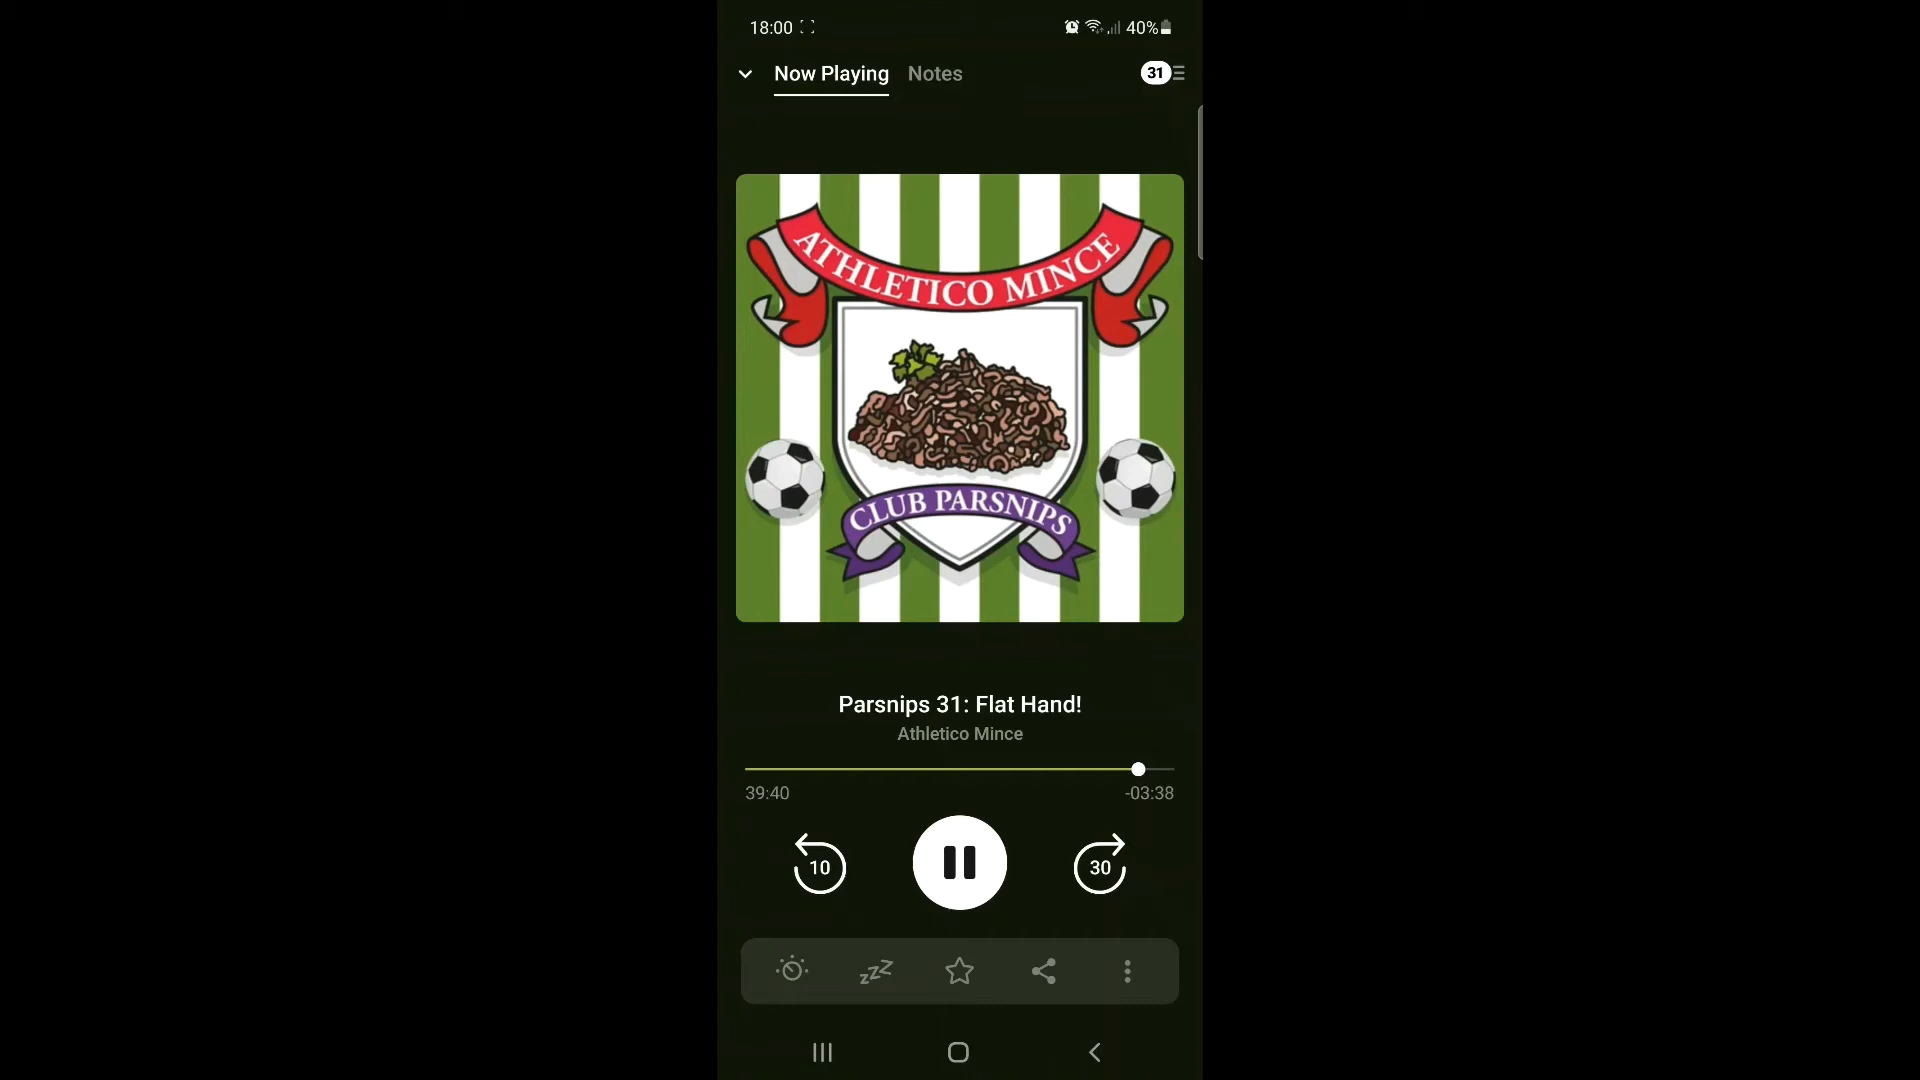 18:00
40%
Now Playing
Notes
31
ATHLETICO MINCE
CLUB PARSNIPS
Parsnips 31: Flat Hand!
Athletico Mince
39:40
-03:38
10
30
zzZ